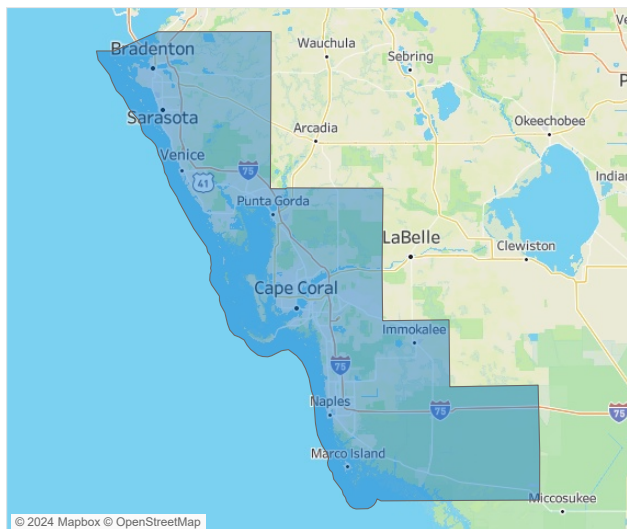 Ve
Wauchula
Bradenton
Sebring
P
Sarasota
Okeechobee
Arcadia
Venice
75
Indian
41
Punta Gorda
LaBelle
Clewiston
Cape Coral
Immokalee
75
Naples
75
75
Marco Island
Miccosukee
© 2024 Mapbox © OpenStreetMap